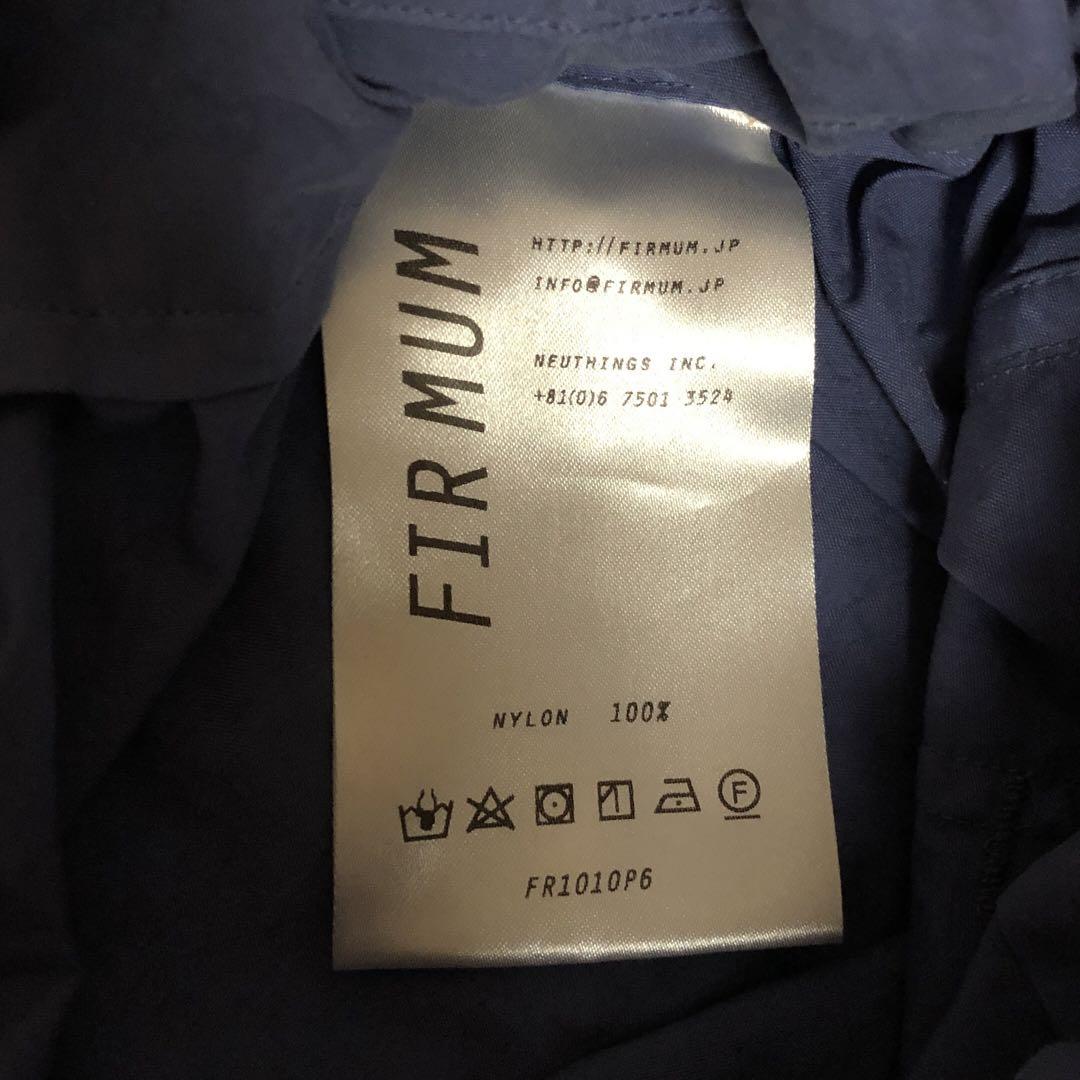 FIRMUM
HTTP://FIRMUM.JP
INFO@FIRMUM.JP
NEUTHINGS INC.
+81(0)6 7501 3524
NYLON 100%
F
FR1010P6